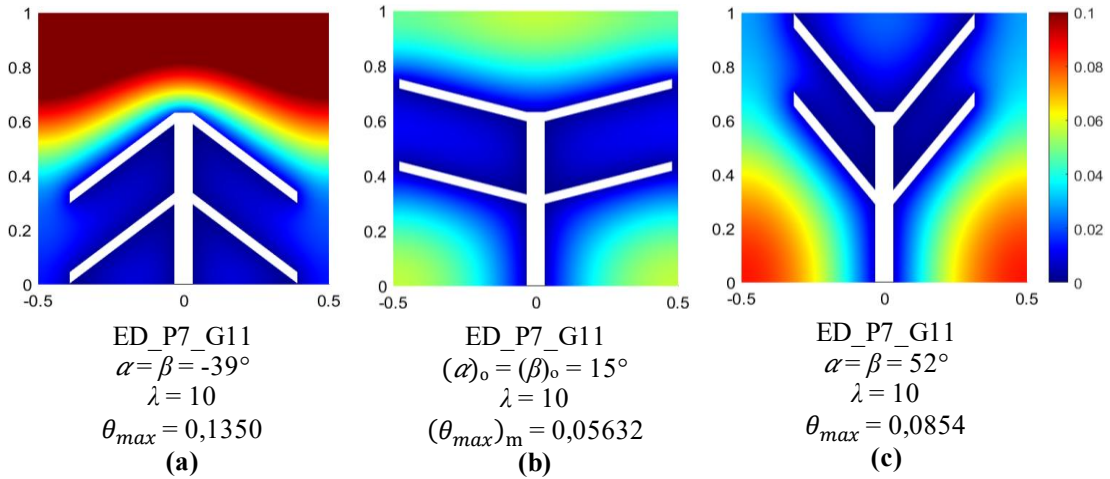 1
0.8
0.6
0.4
0.2
0
-0.5 0 0.5
ED_P7_G11
α = β = -39°
λ = 10
θmax = 0,1350
(a)
1
0.8
0.6
0.4
0.2
0
-0.5 0 0.5
ED_P7_G11
(α)o = (β)o = 15°
λ = 10
(θmax)m = 0,05632
(b)
1
0.8
0.6
0.4
0.2
0
-0.5 0 0.5
ED_P7_G11
α = β = 52°
λ = 10
θmax = 0,0854
(c)
0.1
0.08
0.06
0.04
0.02
0